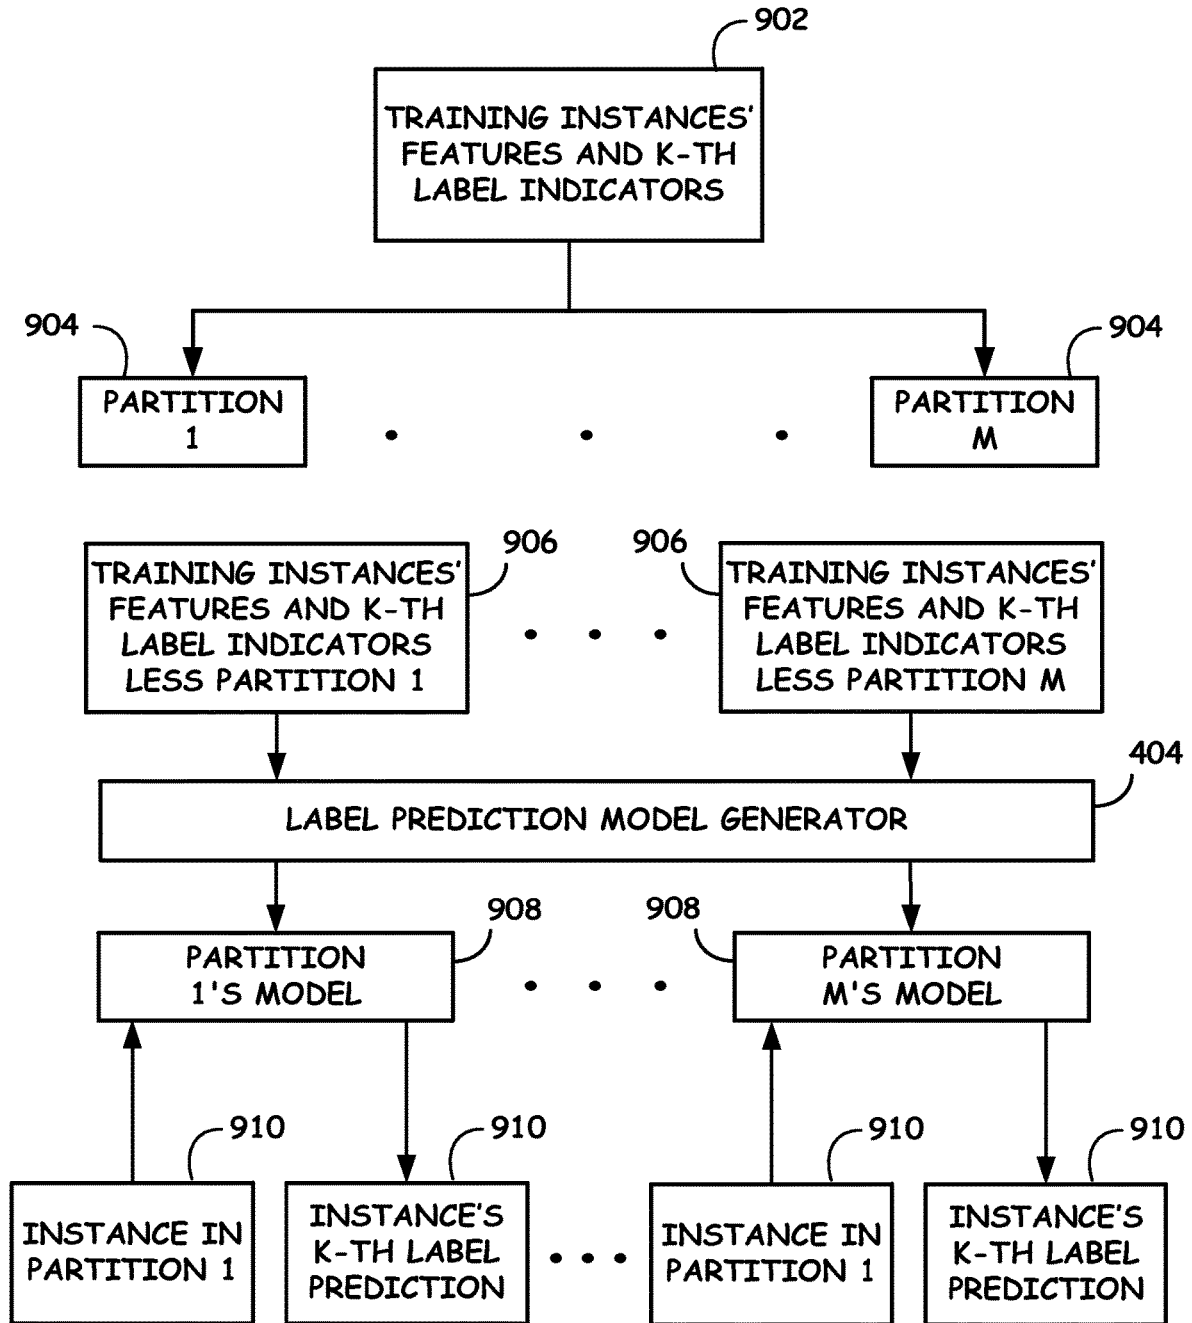 902
TRAINING INSTANCES'
FEATURES AND K-TH
LABEL INDICATORS
904
904
PARTITION
1
PARTITION
M
906
906
TRAINING INSTANCES'
FEATURES AND K-TH
LABEL INDICATORS
LESS PARTITION 1
TRAINING INSTANCES'
FEATURES AND K-TH
LABEL INDICATORS
LESS PARTITION M
404
LABEL PREDICTION MODEL GENERATOR
908
908
PARTITION
1'S MODEL
PARTITION
M'S MODEL
910
910
910
910
INSTANCE IN
PARTITION 1
INSTANCE'S
K-TH LABEL
PREDICTION
INSTANCE IN
PARTITION 1
INSTANCE'S
K-TH LABEL
PREDICTION